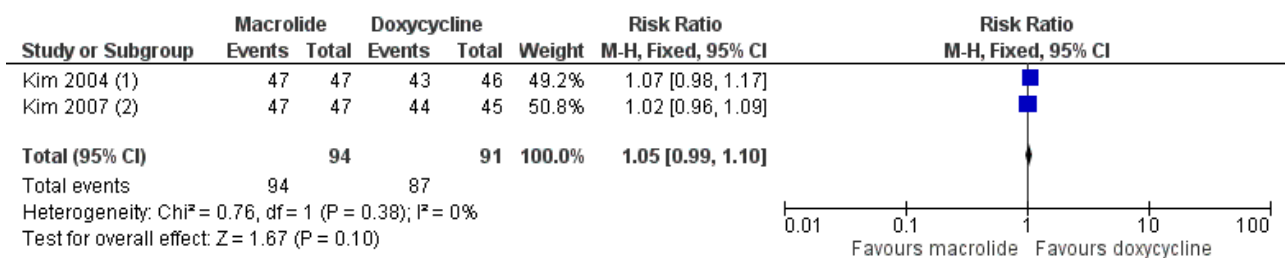 Macrolide Doxycycline Risk Ratio Risk Ratio
Study or Subgroup Events Total Events Total Weight M-H, Fixed, 95% CI M-H, Fixed, 95% CI
Kim 2004 (1) 47 47 43 46 49.2% 1.07 [0.98, 1.17]
Kim 2007 (2) 47 47 44 45 50.8% 1.02 [0.96, 1.09]
Total (95% CI) 94 91 100.0% 1.05 [0.99, 1.10]
Total events 94 87
Heterogeneity: Chi² = 0.76, df = 1 (P = 0.38); I² = 0%
Test for overall effect: Z = 1.67 (P = 0.10)
0.01 0.1 1 10 100
Favours macrolide Favours doxycycline